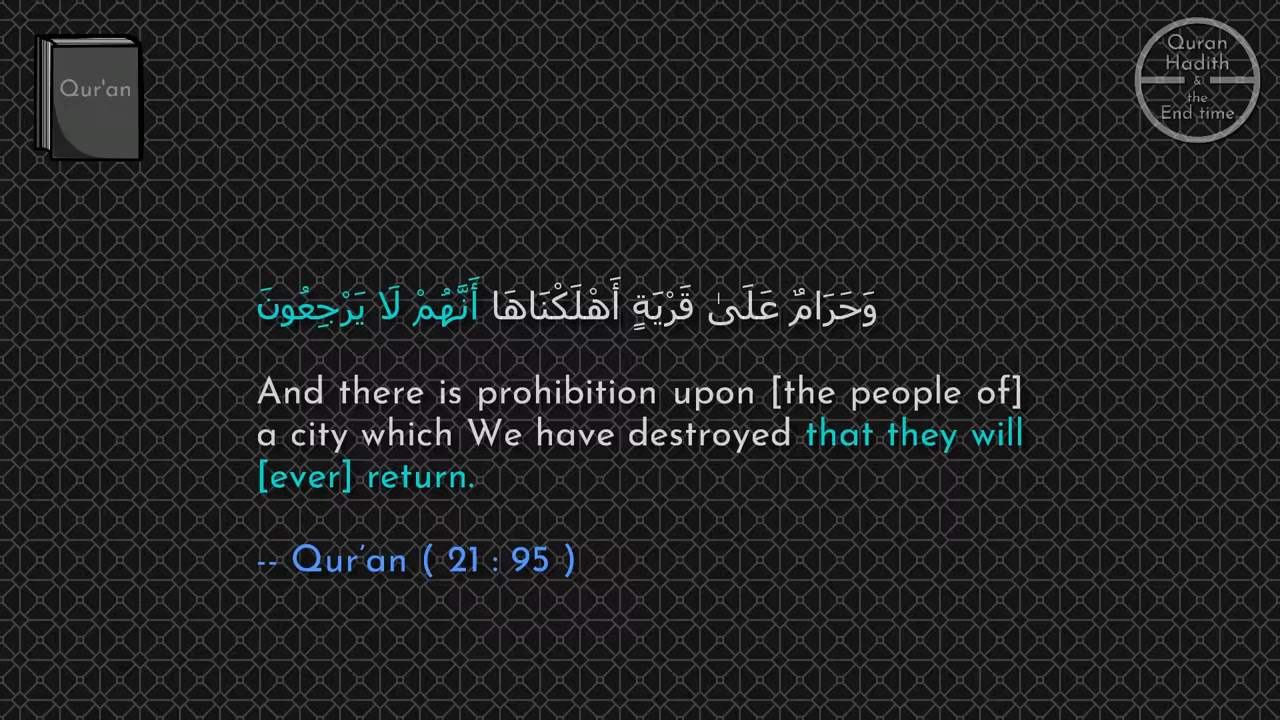 Qur'an
Quran
Hadith
&
the
End time
وَحَرَامٌ عَلَىٰ قَرْيَةٍ أَهْلَكْنَاهَا أَنَّهُمْ لَا يَرْجِعُونَ
And there is prohibition upon [the people of]
a city which We have destroyed that they will
[ever] return.
-- Qur'an ( 21 : 95 )